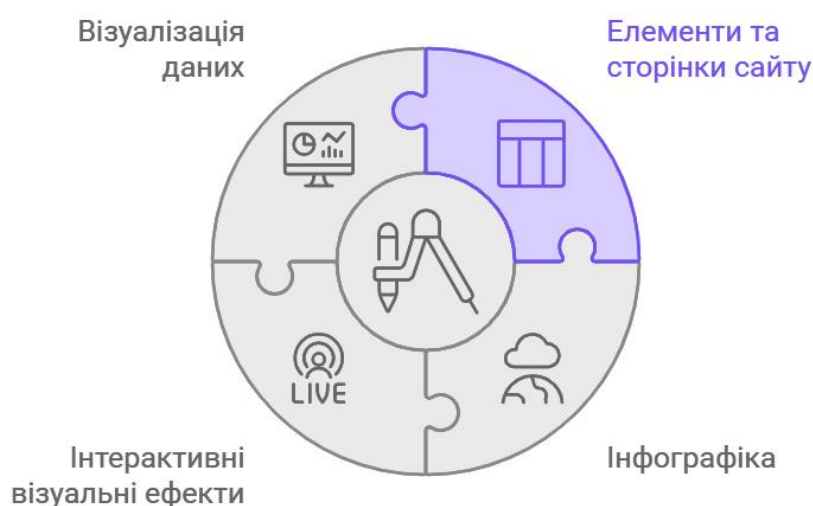 Візуалізація
даних
Елементи та
сторінки сайту
LIVE
Інтерактивні
візуальні ефекти
Інфографіка